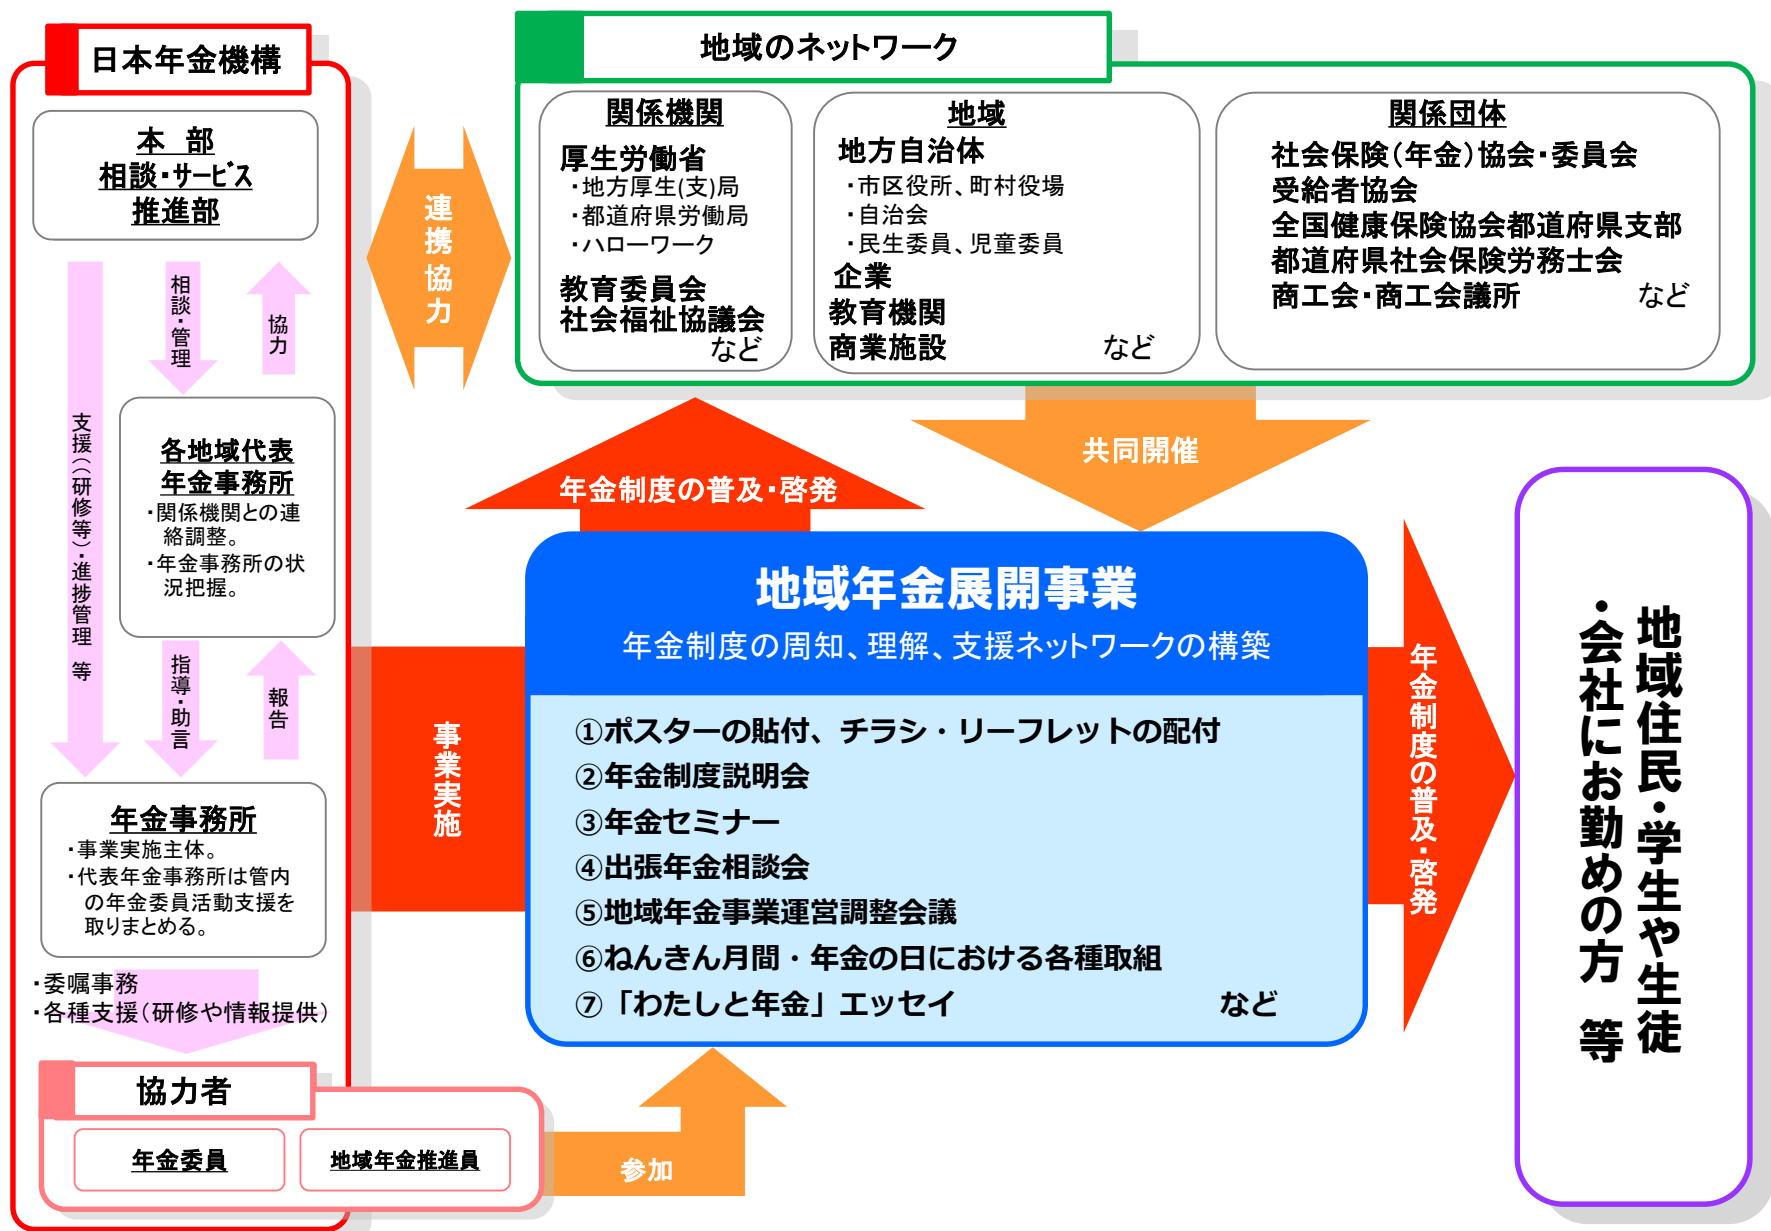 日本年金機構
本 部
相談・サービス
推進部
相談・管理
協力
支援((研修等)・進捗管理 等
各地域代表
年金事務所
・関係機関との連
絡調整。
・年金事務所の状
況把握。
指導・助言
報告
年金事務所
・事業実施主体。
・代表年金事務所は管内
の年金委員活動支援を
取りまとめる。
・委嘱事務
・各種支援(研修や情報提供)
協力者
年金委員
地域年金推進員
連携協力
地域のネットワーク
関係機関
厚生労働省
・地方厚生(支)局
・都道府県労働局
・ハローワーク
教育委員会
社会福祉協議会
など
地域
地方自治体
・市区役所、町村役場
・自治会
・民生委員、児童委員
企業
教育機関
商業施設 など
関係団体
社会保険(年金)協会・委員会
受給者協会
全国健康保険協会都道府県支部
都道府県社会保険労務士会
商工会・商工会議所 など
年金制度の普及・啓発
共同開催
事業実施
地域年金展開事業
年金制度の周知、理解、支援ネットワークの構築
①ポスターの貼付、チラシ・リーフレットの配付
②年金制度説明会
③年金セミナー
④出張年金相談会
⑤地域年金事業運営調整会議
⑥ねんきん月間・年金の日における各種取組
⑦「わたしと年金」エッセイ など
参加
年金制度の普及・啓発
地域住民・学生や生徒
・会社にお勤めの方 等